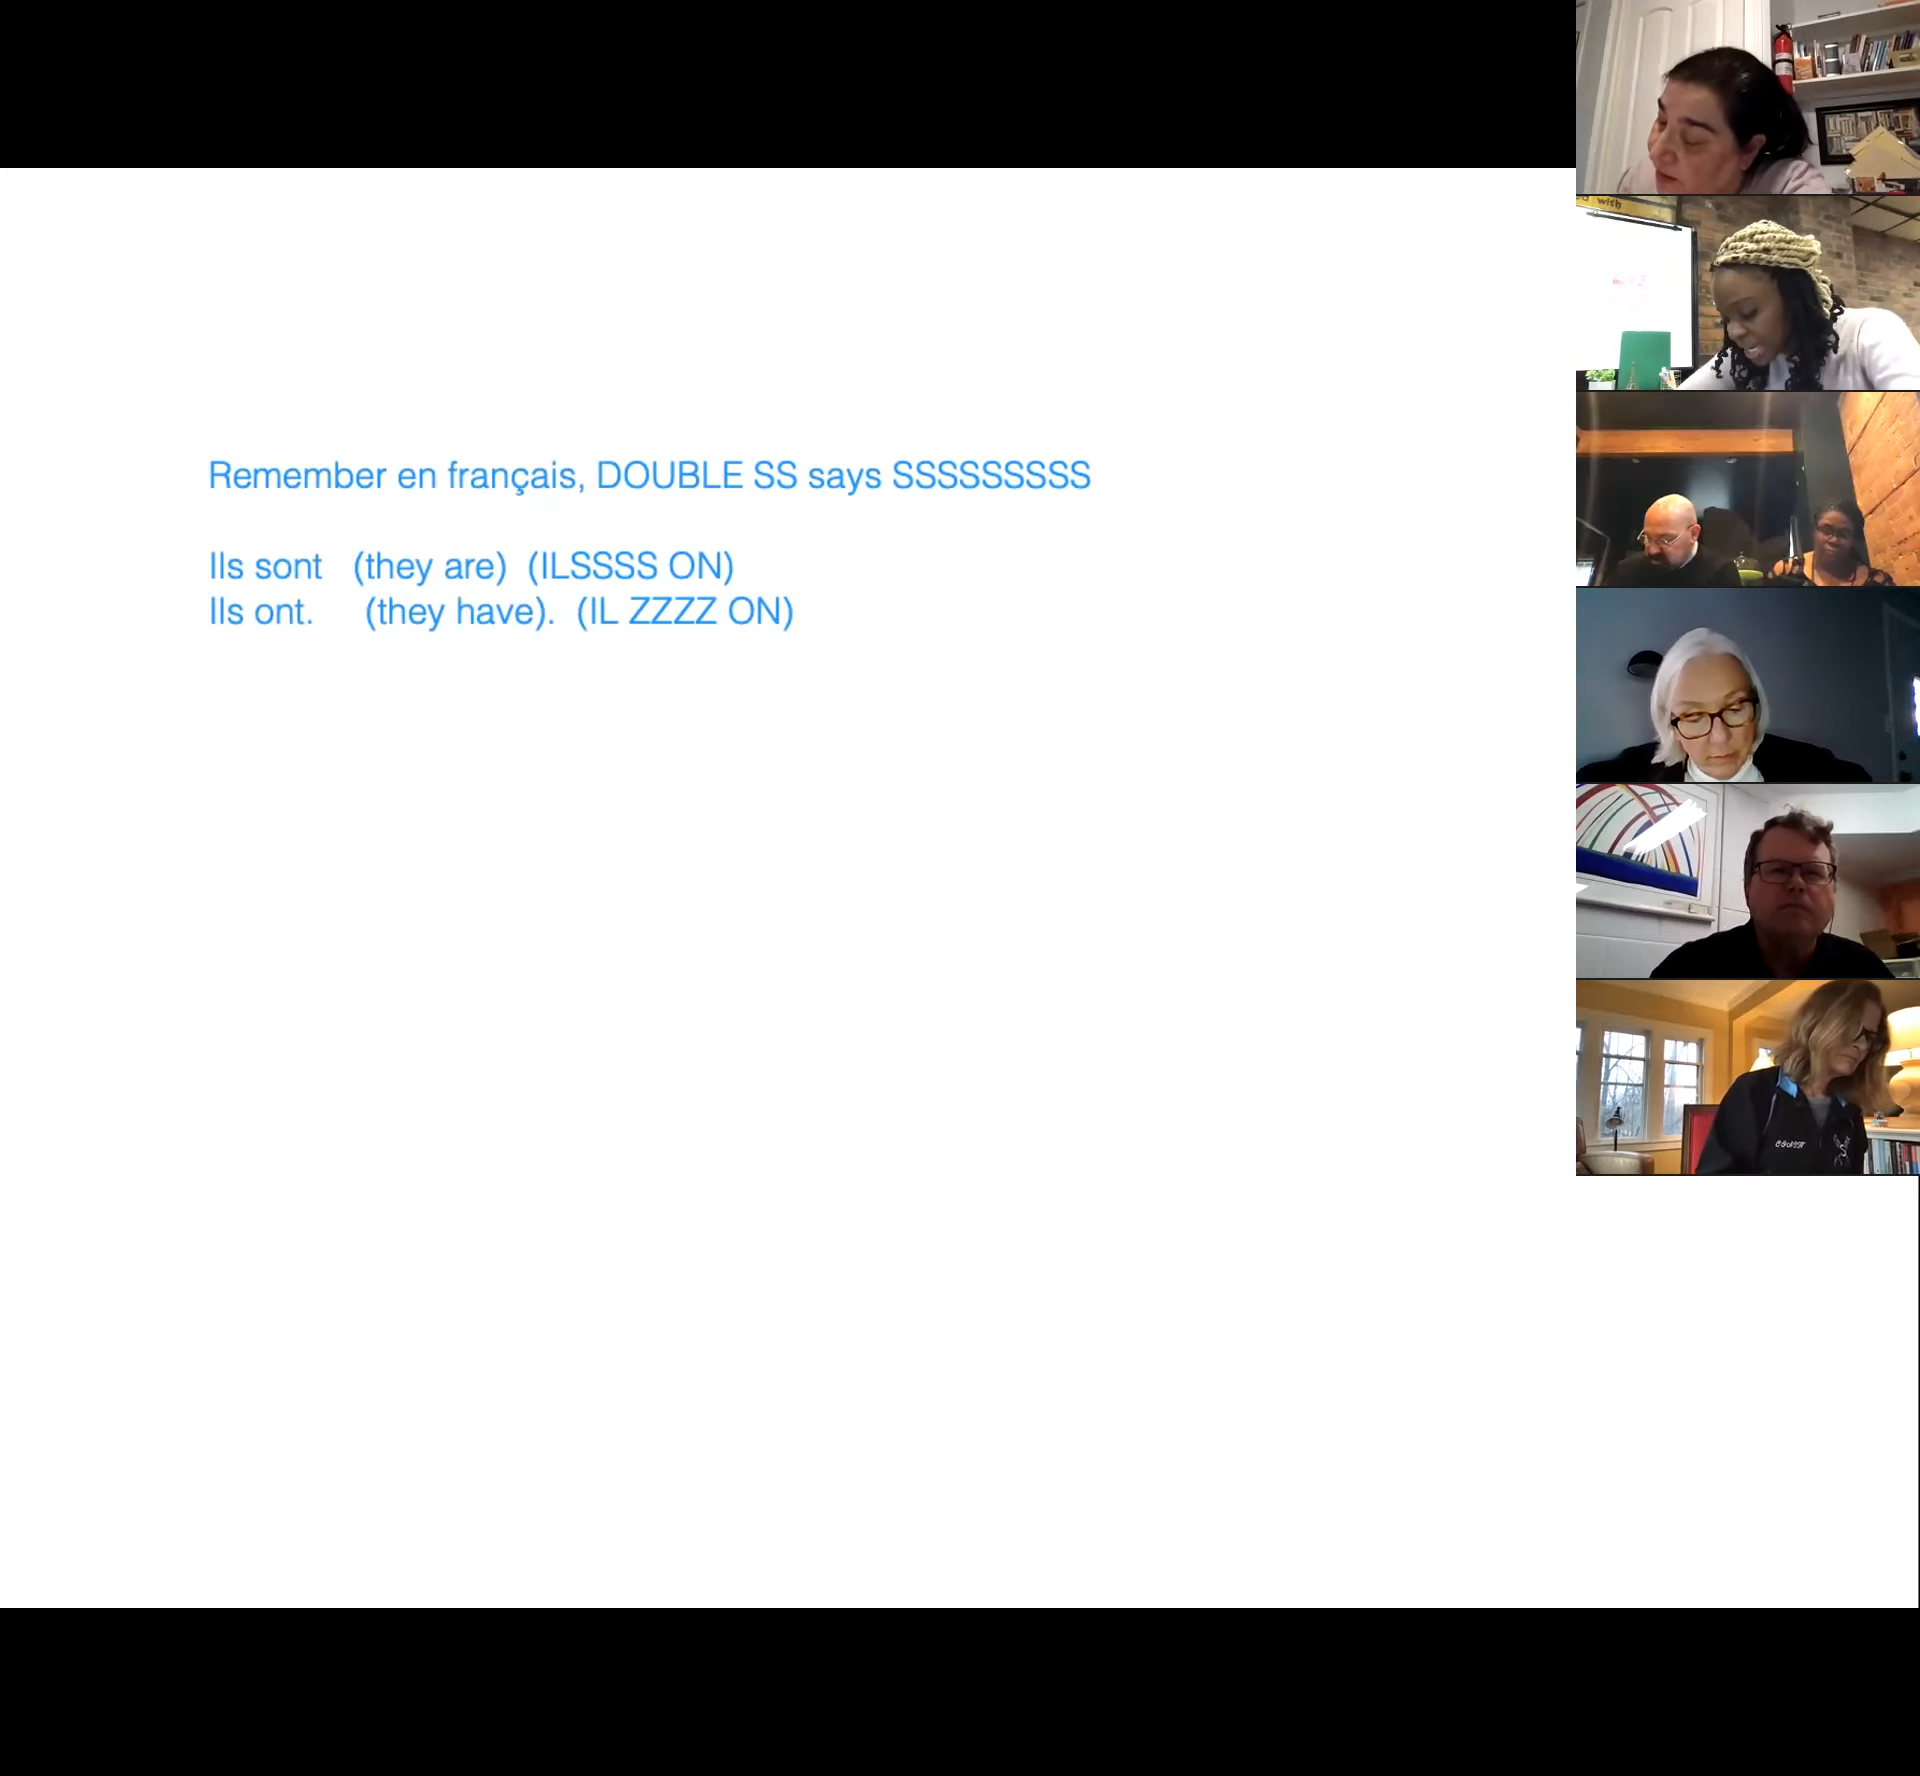 Remember en français, DOUBLE SS says SSSSSSSSS
Ils sont (they are) (ILSSSS ON)
Ils ont. (they have). (IL ZZZZ ON)
with